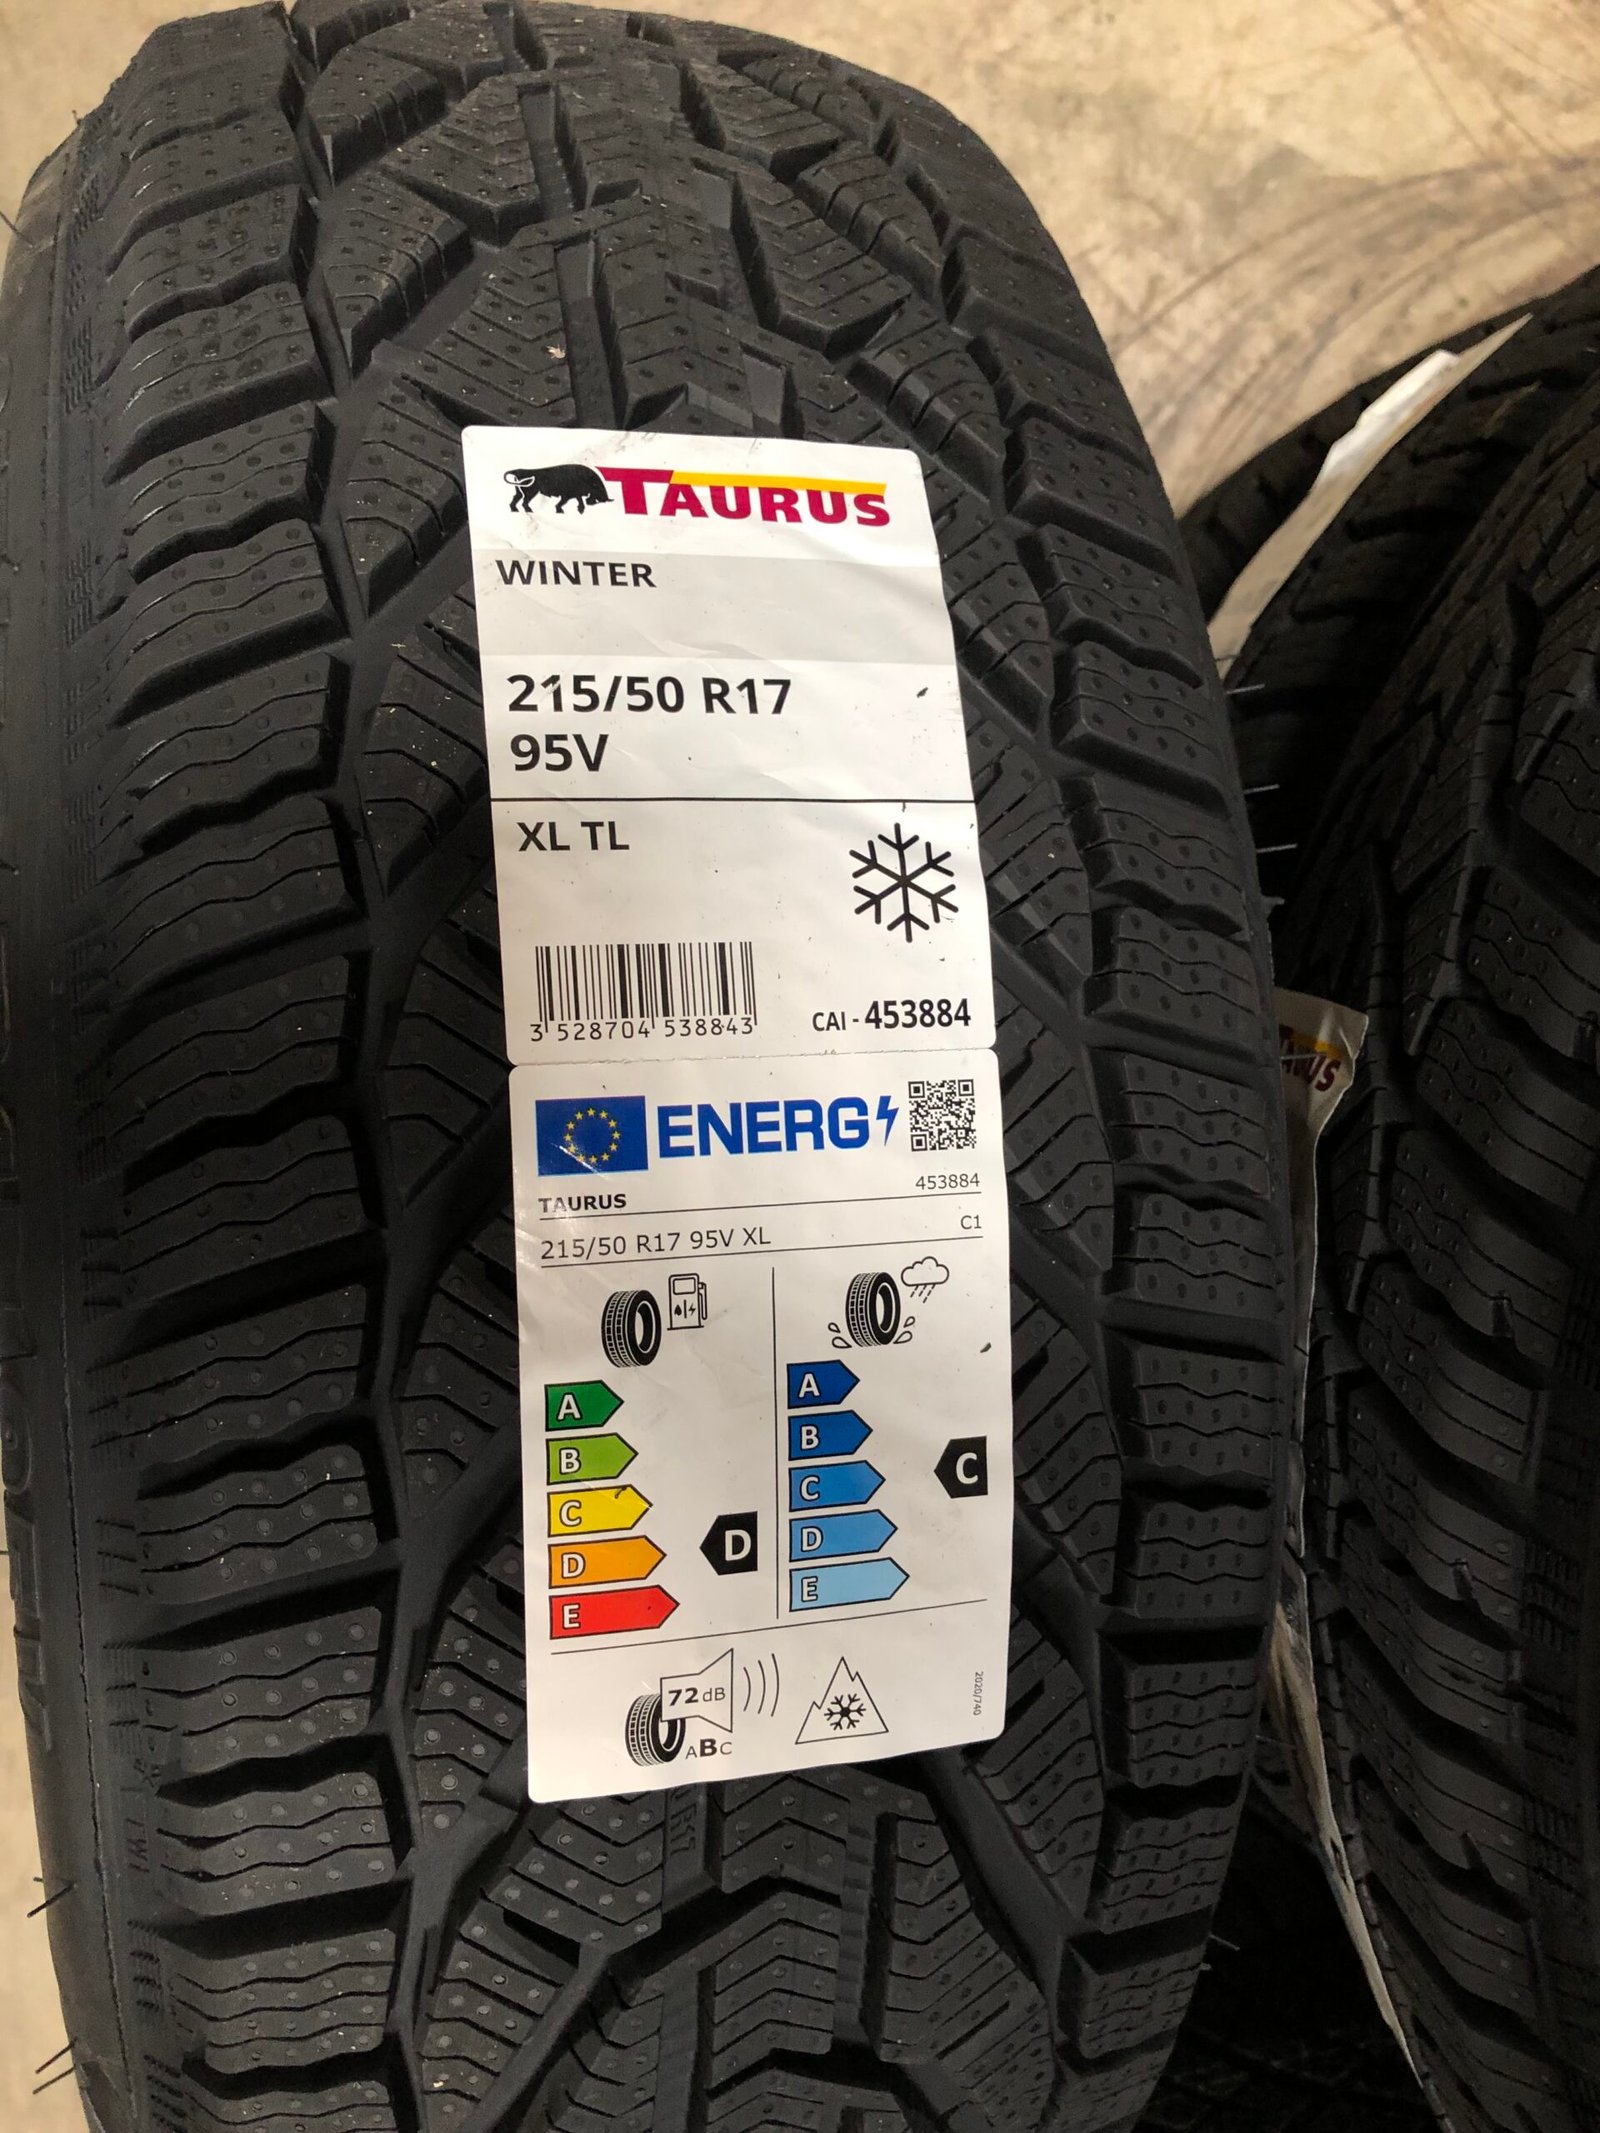 TAURUS
WINTER
215/50 R17
95V
XL TL
3 528704 538843
CAI - 453884
ENERG
TAURUS 453884
215/50 R17 95V XL C1
A
B
C
D
E
D
A
B
C
D
E
C
72 dB
ABC
2020/740